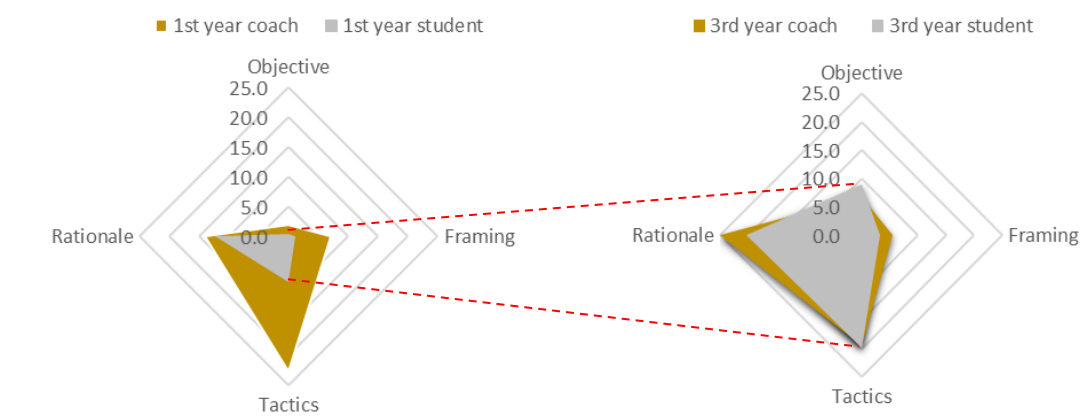 1st year coach 1st year student
Objective
25.0
20.0
15.0
10.0
5.0
Rationale 0.0 Framing
Tactics
3rd year coach 3rd year student
Objective
25.0
20.0
15.0
10.0
5.0
Rationale 0.0 Framing
Tactics